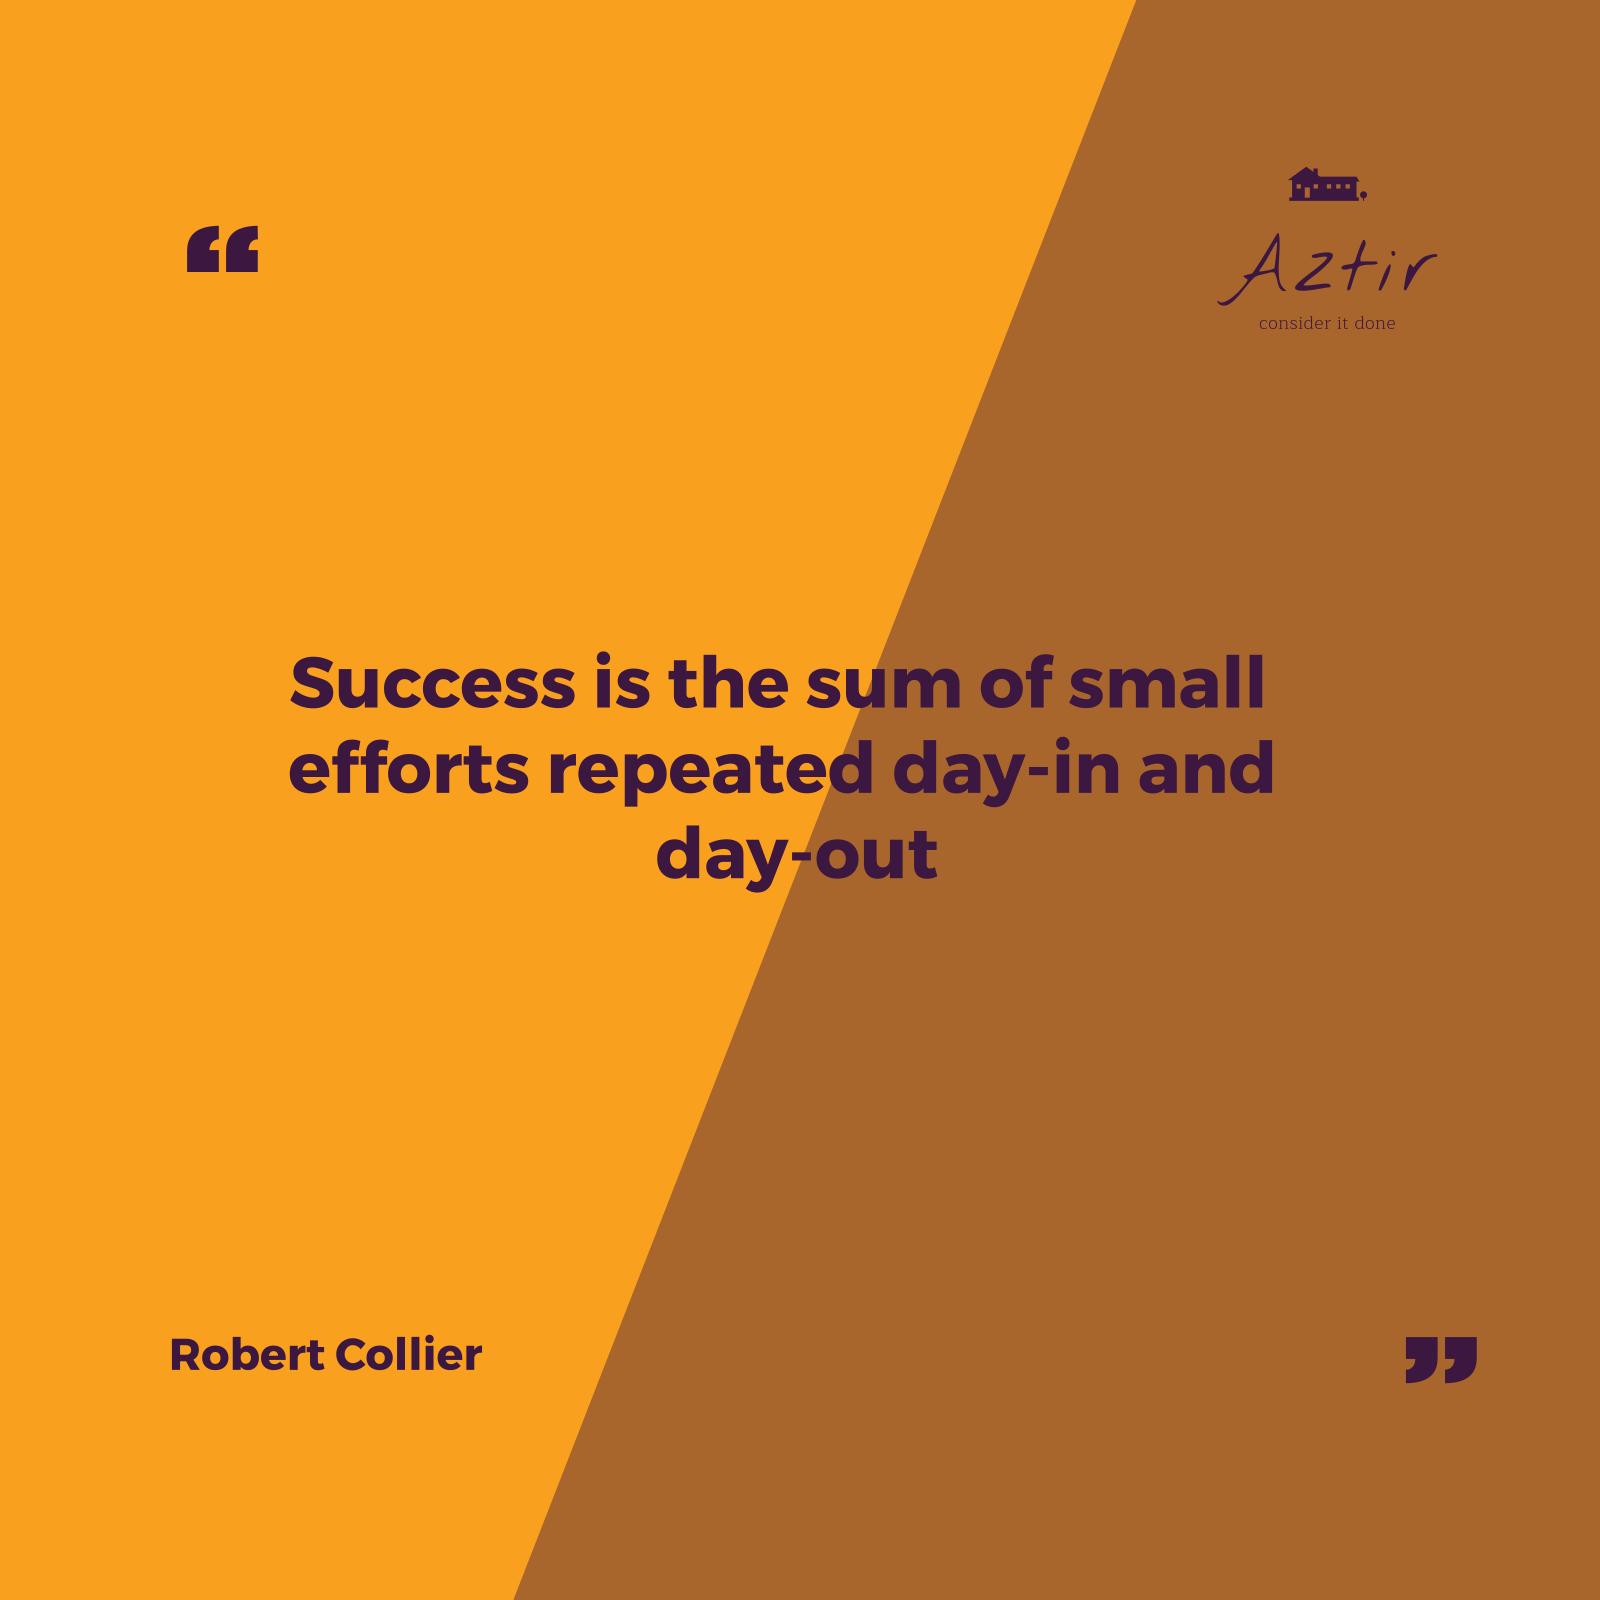 “
Aztir
consider it done
Success is the sum of small
efforts repeated day-in and
day-out
Robert Collier
”